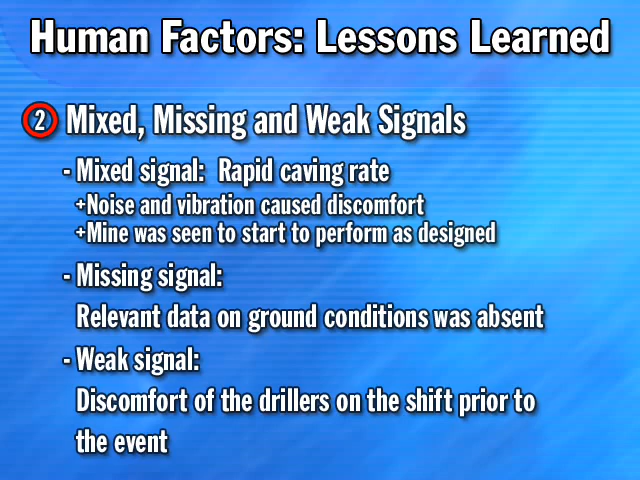 Human Factors: Lessons Learned
2 Mixed, Missing and Weak Signals
- Mixed signal: Rapid caving rate
+Noise and vibration caused discomfort
+Mine was seen to start to perform as designed
- Missing signal:
Relevant data on ground conditions was absent
- Weak signal:
Discomfort of the drillers on the shift prior to
the event